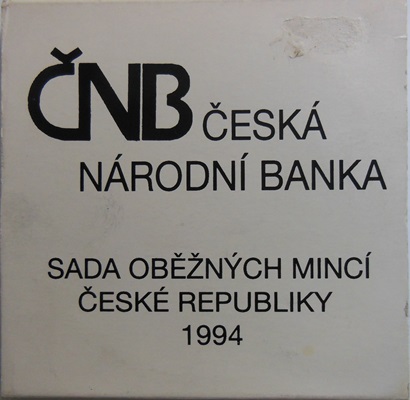 ČNB ČESKÁ
NÁRODNÍ BANKA
SADA OBĚŽNÝCH MINCÍ
ČESKÉ REPUBLIKY
1994